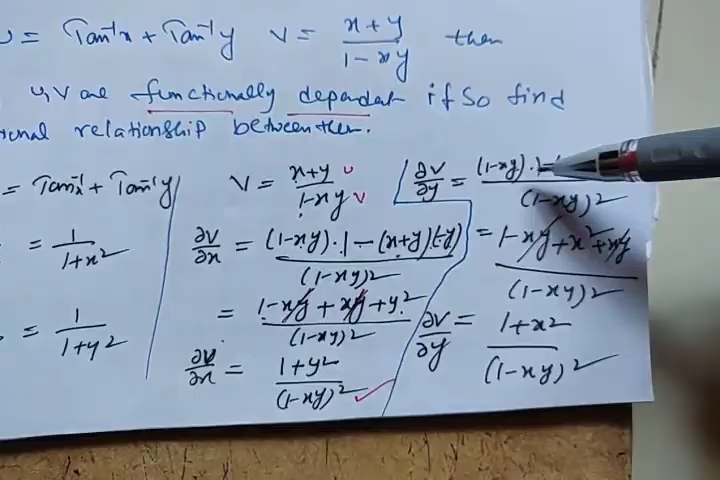 = Tan⁻¹x + Tan⁻¹y V = x+y / 1-xy then
V are functionally dependent if so find
relationship between them.
= Tan⁻¹x + Tan⁻¹y
= 1 / 1+x²
= 1 / 1+y²
V = x+y / 1-xy u v
∂V/∂x = (1-xy).1-(x+y)(-y) / (1-xy)²
= 1-xy+xy+y² / (1-xy)²
∂V/∂x = 1+y² / (1-xy)²
∂V/∂y = (1-xy).1- / (1-xy)²
= 1-xy+x²+xy / (1-xy)²
∂V/∂y = 1+x² / (1-xy)²